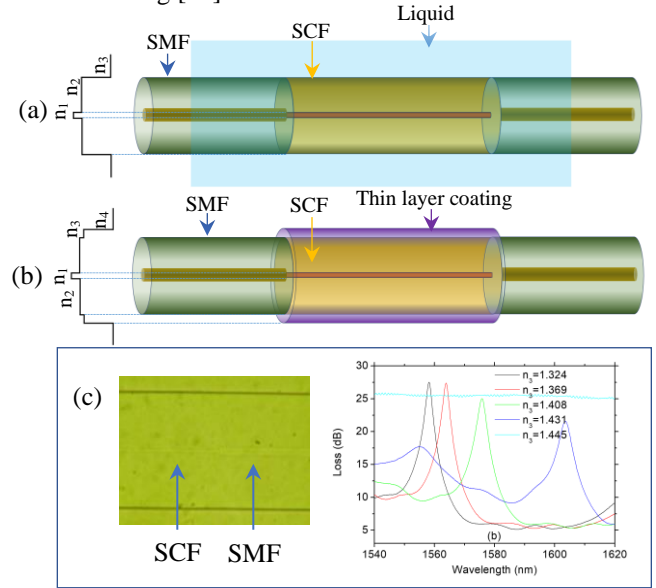 Liquid
SMF
SCF
n₃
n₂
n₁
(a)
Thin layer coating
SCF
SMF
n₄
n₃
n₁
n₂
(b)
(c)
SCF
SMF
30
25
20
15
10
5
Loss (dB)
n₃=1.324
n₃=1.369
n₃=1.408
n₃=1.431
n₃=1.445
(b)
1540
1560
1580
1600
1620
Wavelength (nm)